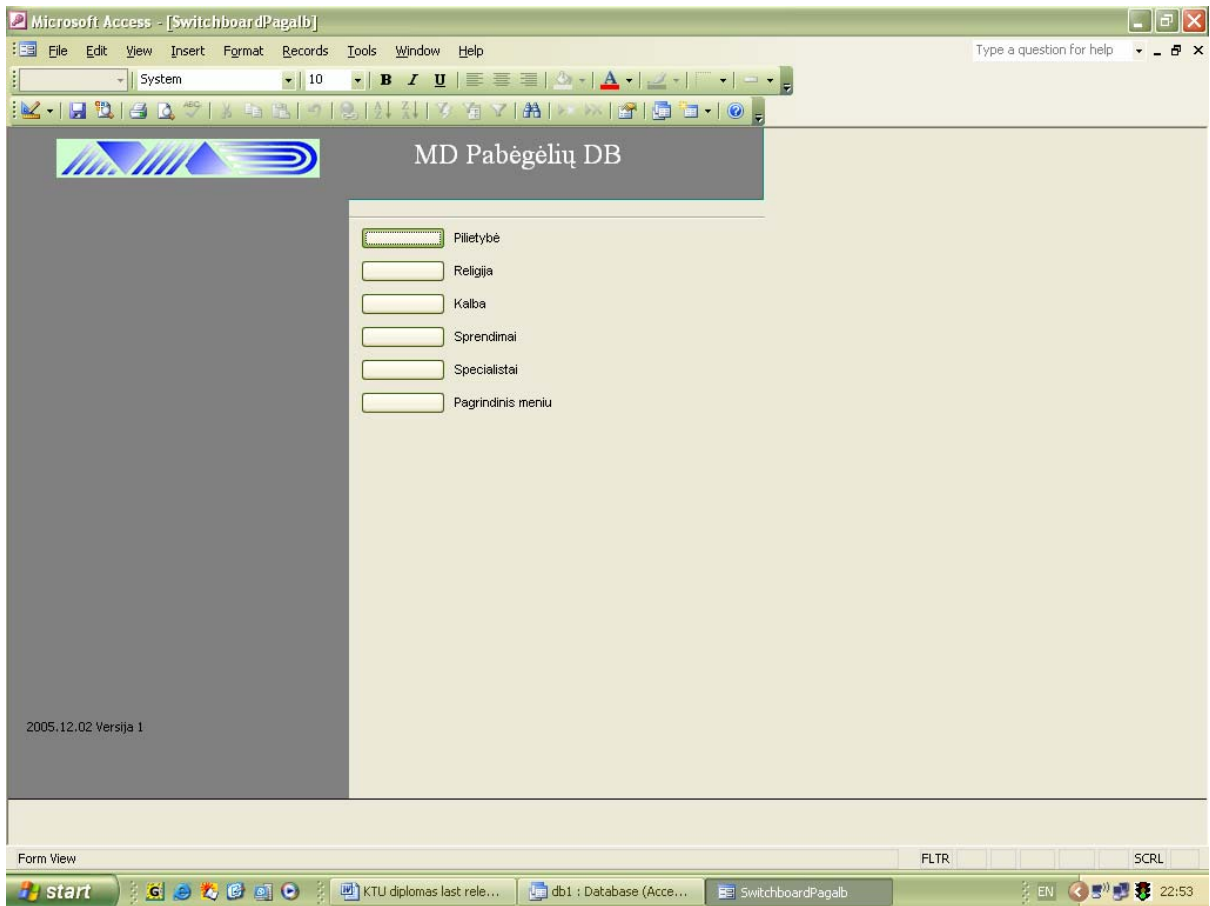 Microsoft Access - [SwitchboardPagalb]
File Edit View Insert Format Records Tools Window Help Type a question for help
System 10 B I U A
MD Pabėgėlių DB
Pilietybė
Religija
Kalba
Sprendimai
Specialistai
Pagrindinis meniu
2005.12.02 Versija 1
Form View FLTR SCRL
start KTU diplomas last rele... db1 : Database (Acce... SwitchboardPagalb EN 22:53